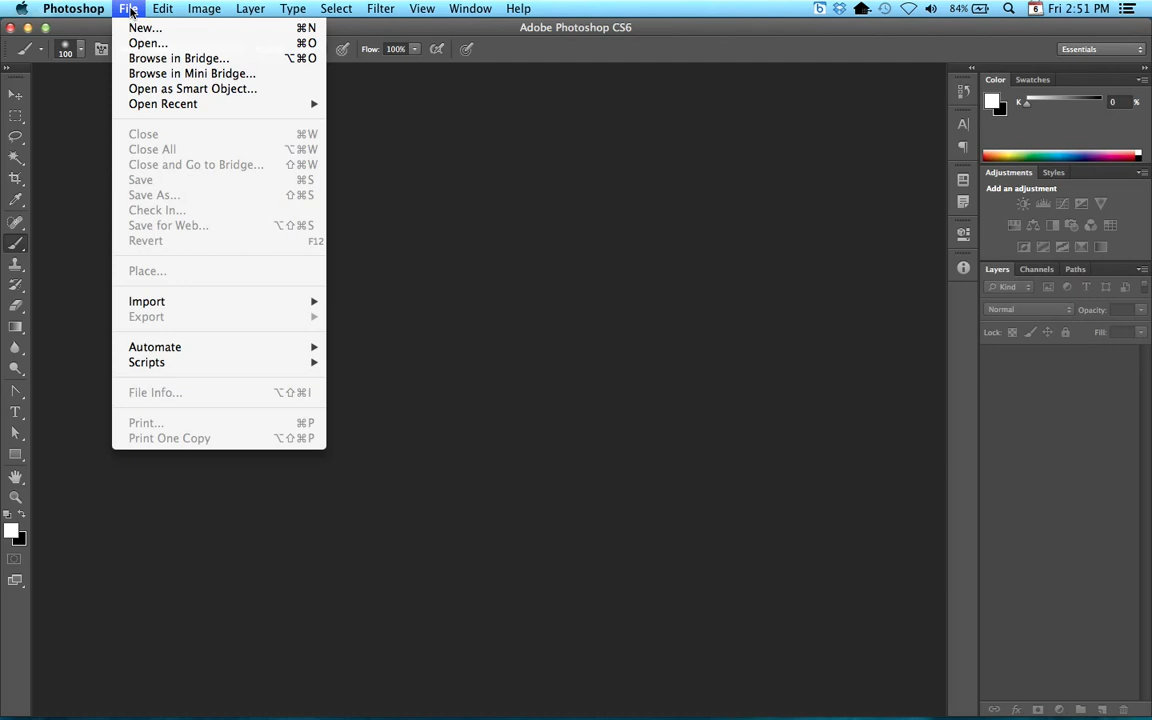 Photoshop File Edit Image Layer Type Select Filter View Window Help 84% 6 Fri 2:51 PM
Adobe Photoshop CS6
100 Flow: 100% Essentials
New... ⌘N
Open... ⌘O
Browse in Bridge... ⌥⌘O
Browse in Mini Bridge...
Open as Smart Object...
Open Recent
Close ⌘W
Close All ⌥⌘W
Close and Go to Bridge... ⇧⌘W
Save ⌘S
Save As... ⇧⌘S
Check In...
Save for Web... ⌥⇧⌘S
Revert F12
Place...
Import
Export
Automate
Scripts
File Info... ⌥⇧⌘I
Print... ⌘P
Print One Copy ⌥⇧⌘P
Color Swatches
K 0 %
Adjustments Styles
Add an adjustment
Layers Channels Paths
Kind
Normal Opacity:
Lock: Fill: